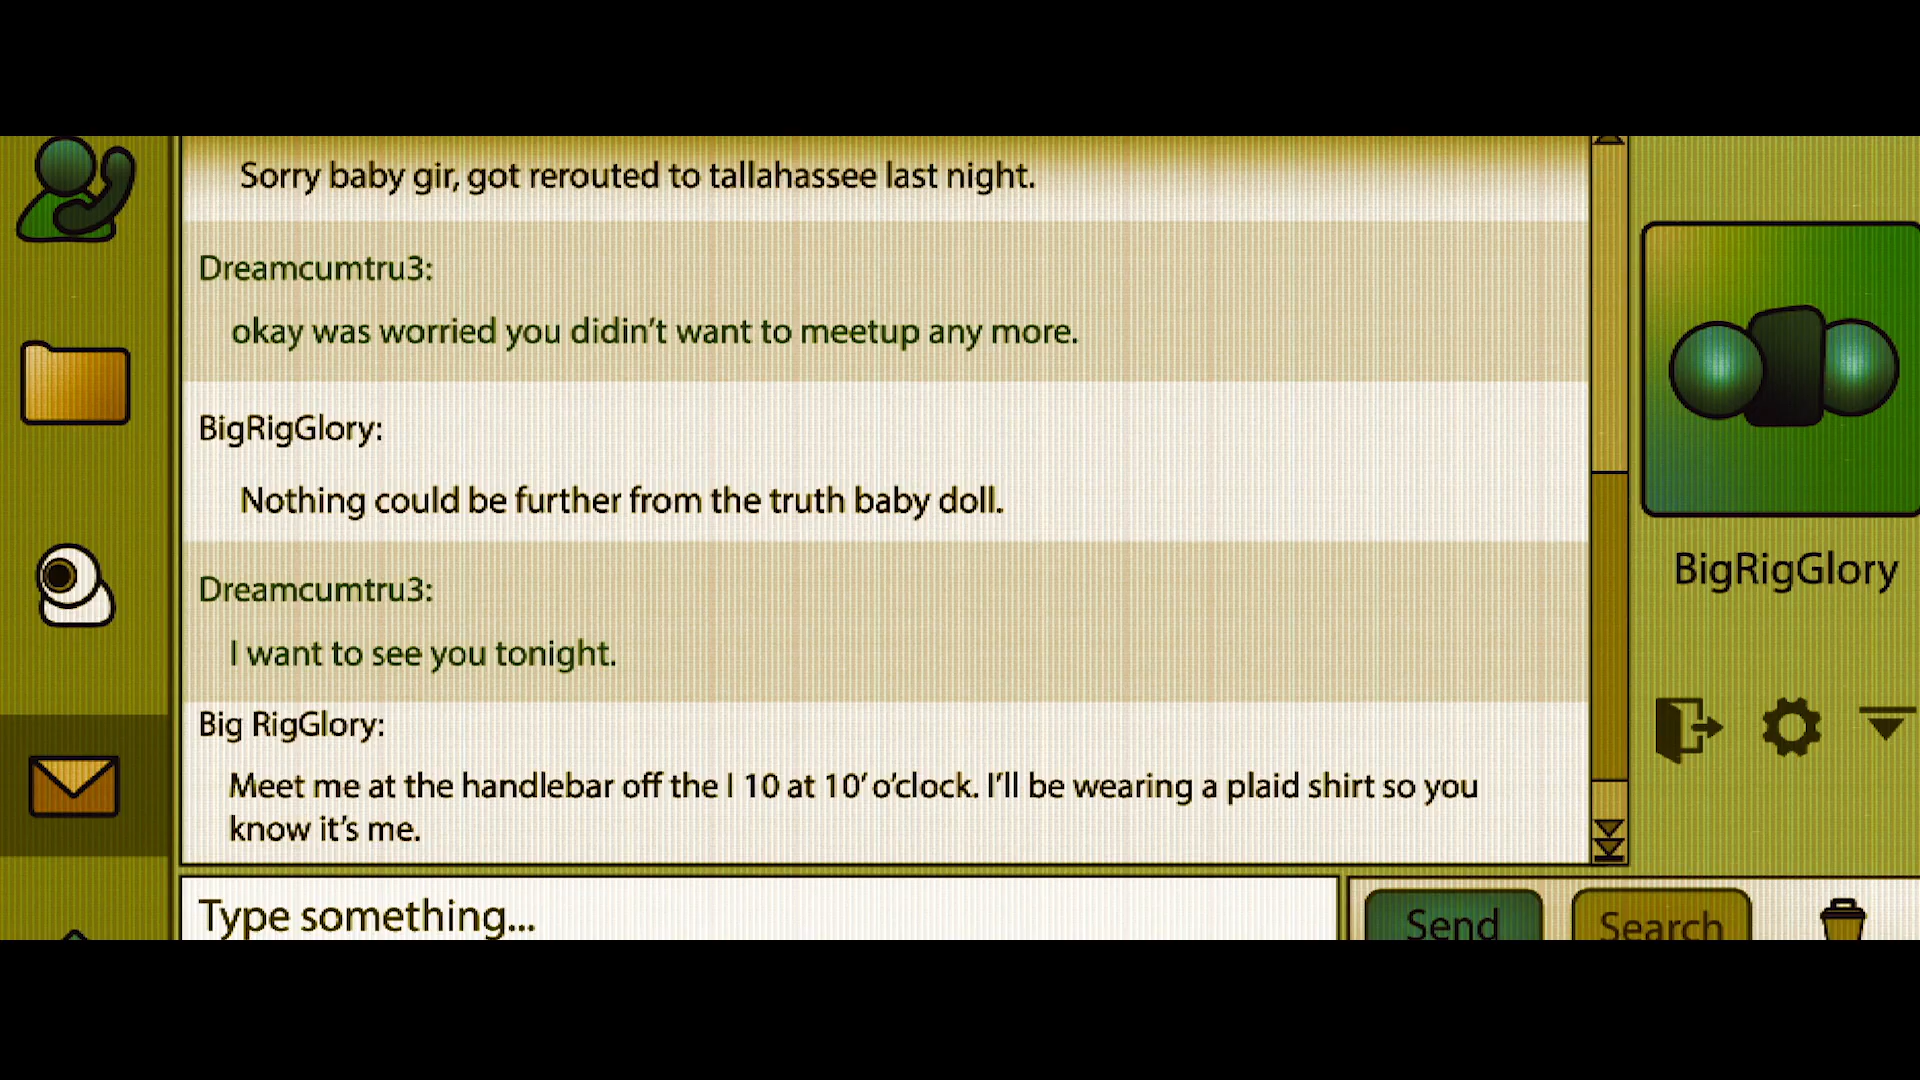 Sorry baby gir, got rerouted to tallahassee last night.
Dreamcumtru3:
okay was worried you didin't want to meetup any more.
BigRigGlory:
Nothing could be further from the truth baby doll.
Dreamcumtru3:
I want to see you tonight.
Big RigGlory:
Meet me at the handlebar off the I 10 at 10' o'clock. I'll be wearing a plaid shirt so you
know it's me.
BigRigGlory
Type something...
Send
Search